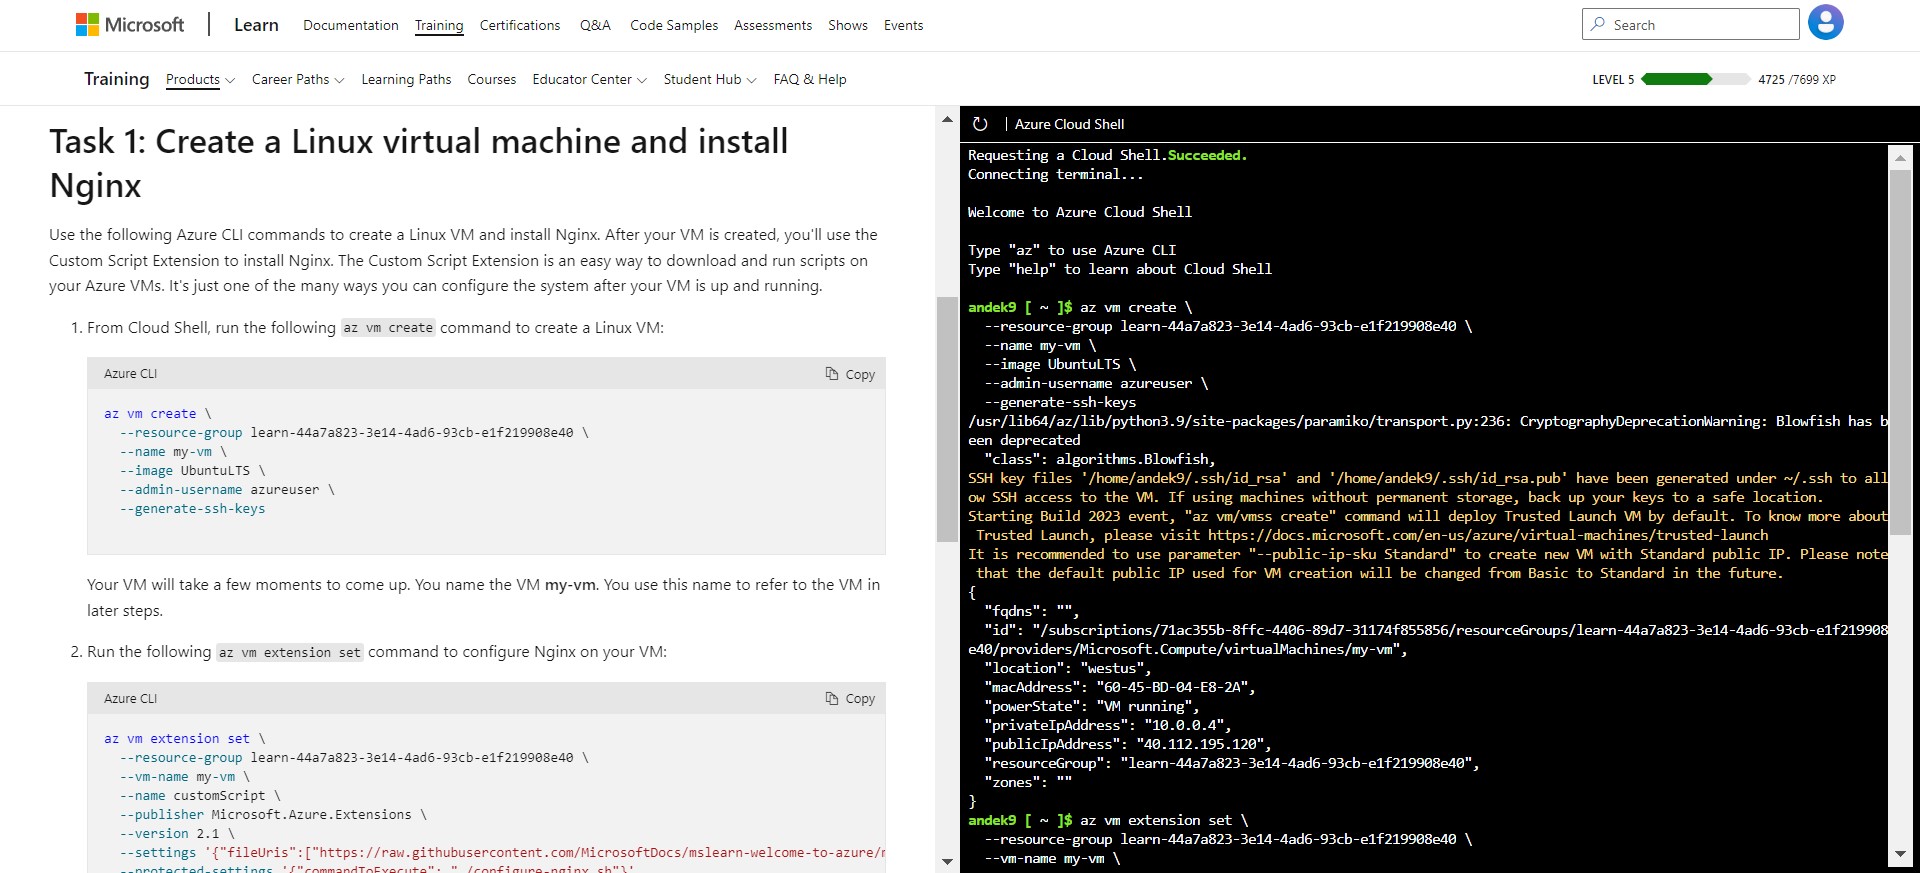 Microsoft | Learn Documentation Training Certifications Q&A Code Samples Assessments Shows Events Search
Training Products Career Paths Learning Paths Courses Educator Center Student Hub FAQ & Help LEVEL 5 4725 /7699 XP
Task 1: Create a Linux virtual machine and install
Nginx
Use the following Azure CLI commands to create a Linux VM and install Nginx. After your VM is created, you'll use the
Custom Script Extension to install Nginx. The Custom Script Extension is an easy way to download and run scripts on
your Azure VMs. It's just one of the many ways you can configure the system after your VM is up and running.
1. From Cloud Shell, run the following az vm create command to create a Linux VM:
Azure CLI Copy
az vm create \
--resource-group learn-44a7a823-3e14-4ad6-93cb-e1f219908e40 \
--name my-vm \
--image UbuntuLTS \
--admin-username azureuser \
--generate-ssh-keys
Your VM will take a few moments to come up. You name the VM my-vm. You use this name to refer to the VM in
later steps.
2. Run the following az vm extension set command to configure Nginx on your VM:
Azure CLI Copy
az vm extension set \
--resource-group learn-44a7a823-3e14-4ad6-93cb-e1f219908e40 \
--vm-name my-vm \
--name customScript \
--publisher Microsoft.Azure.Extensions \
--version 2.1 \
--settings '{"fileUris":["https://raw.githubusercontent.com/MicrosoftDocs/mslearn-welcome-to-azure/m
--protected-settings '{"commandToExecute": "./configure-nginx.sh"}'
| Azure Cloud Shell
Requesting a Cloud Shell.Succeeded.
Connecting terminal...
Welcome to Azure Cloud Shell
Type "az" to use Azure CLI
Type "help" to learn about Cloud Shell
andek9 [ ~ ]$ az vm create \
--resource-group learn-44a7a823-3e14-4ad6-93cb-e1f219908e40 \
--name my-vm \
--image UbuntuLTS \
--admin-username azureuser \
--generate-ssh-keys
/usr/lib64/az/lib/python3.9/site-packages/paramiko/transport.py:236: CryptographyDeprecationWarning: Blowfish has b
een deprecated
"class": algorithms.Blowfish,
SSH key files '/home/andek9/.ssh/id_rsa' and '/home/andek9/.ssh/id_rsa.pub' have been generated under ~/.ssh to all
ow SSH access to the VM. If using machines without permanent storage, back up your keys to a safe location.
Starting Build 2023 event, "az vm/vmss create" command will deploy Trusted Launch VM by default. To know more about
Trusted Launch, please visit https://docs.microsoft.com/en-us/azure/virtual-machines/trusted-launch
It is recommended to use parameter "--public-ip-sku Standard" to create new VM with Standard public IP. Please note
that the default public IP used for VM creation will be changed from Basic to Standard in the future.
{
"fqdns": "",
"id": "/subscriptions/71ac355b-8ffc-4406-89d7-31174f855856/resourceGroups/learn-44a7a823-3e14-4ad6-93cb-e1f219908
e40/providers/Microsoft.Compute/virtualMachines/my-vm",
"location": "westus",
"macAddress": "60-45-BD-04-E8-2A",
"powerState": "VM running",
"privateIpAddress": "10.0.0.4",
"publicIpAddress": "40.112.195.120",
"resourceGroup": "learn-44a7a823-3e14-4ad6-93cb-e1f219908e40",
"zones": ""
}
andek9 [ ~ ]$ az vm extension set \
--resource-group learn-44a7a823-3e14-4ad6-93cb-e1f219908e40 \
--vm-name my-vm \